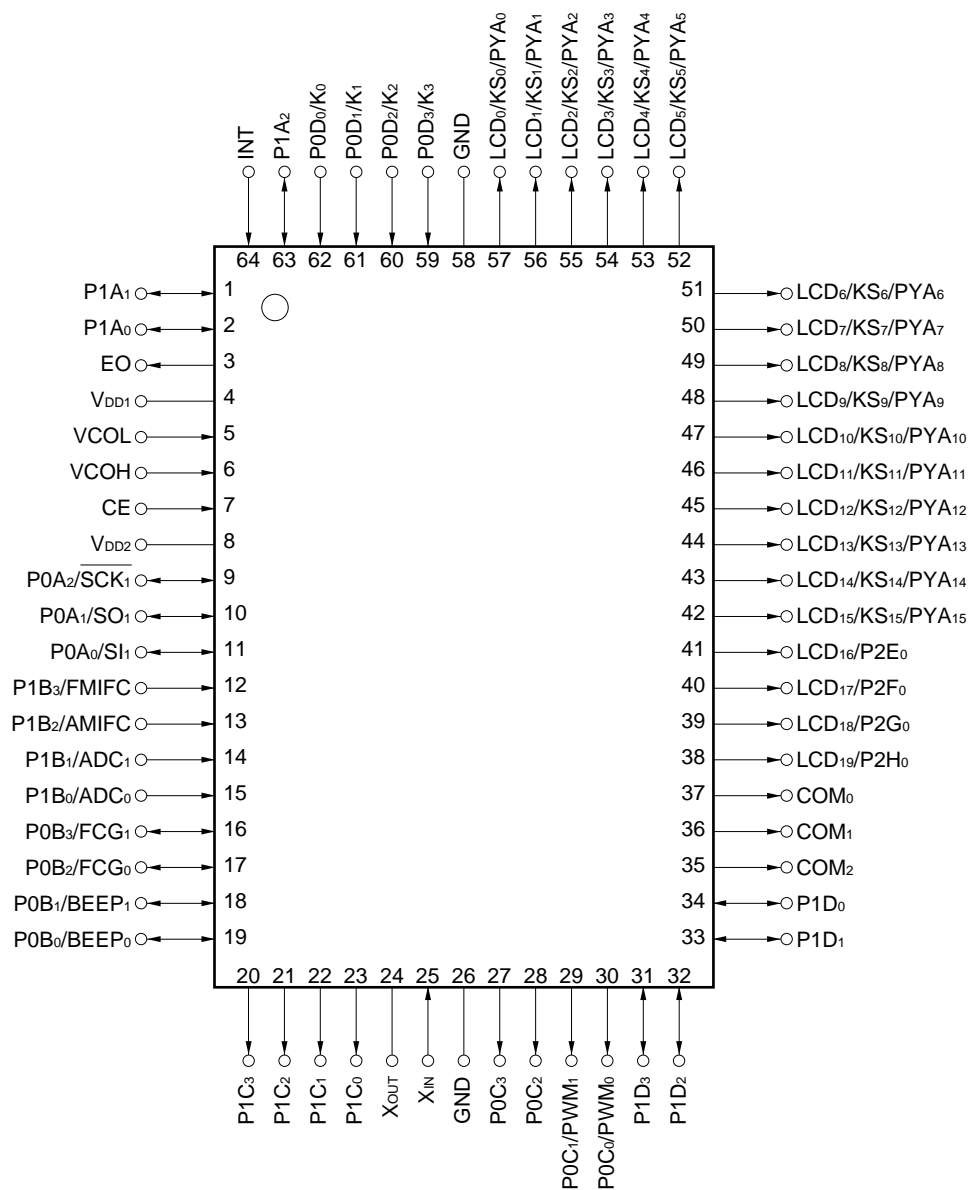 INT
P1A₂
P0D₀/K₀
P0D₁/K₁
P0D₂/K₂
P0D₃/K₃
GND
LCD₀/KS₀/PYA₀
LCD₁/KS₁/PYA₁
LCD₂/KS₂/PYA₂
LCD₃/KS₃/PYA₃
LCD₄/KS₄/PYA₄
LCD₅/KS₅/PYA₅
64 63 62 61 60 59 58 57 56 55 54 53 52
P1A₁ 1 51 LCD₆/KS₆/PYA₆
P1A₀ 2 50 LCD₇/KS₇/PYA₇
EO 3 49 LCD₈/KS₈/PYA₈
VDD1 4 48 LCD₉/KS₉/PYA₉
VCOL 5 47 LCD₁₀/KS₁₀/PYA₁₀
VCOH 6 46 LCD₁₁/KS₁₁/PYA₁₁
CE 7 45 LCD₁₂/KS₁₂/PYA₁₂
VDD2 8 44 LCD₁₃/KS₁₃/PYA₁₃
P0A₂/S̅C̅K̅₁ 9 43 LCD₁₄/KS₁₄/PYA₁₄
P0A₁/SO₁ 10 42 LCD₁₅/KS₁₅/PYA₁₅
P0A₀/SI₁ 11 41 LCD₁₆/P2E₀
P1B₃/FMIFC 12 40 LCD₁₇/P2F₀
P1B₂/AMIFC 13 39 LCD₁₈/P2G₀
P1B₁/ADC₁ 14 38 LCD₁₉/P2H₀
P1B₀/ADC₀ 15 37 COM₀
P0B₃/FCG₁ 16 36 COM₁
P0B₂/FCG₀ 17 35 COM₂
P0B₁/BEEP₁ 18 34 P1D₀
P0B₀/BEEP₀ 19 33 P1D₁
20 21 22 23 24 25 26 27 28 29 30 31 32
P1C₃
P1C₂
P1C₁
P1C₀
XOUT
XIN
GND
P0C₃
P0C₂
P0C₁/PWM₁
P0C₀/PWM₀
P1D₃
P1D₂